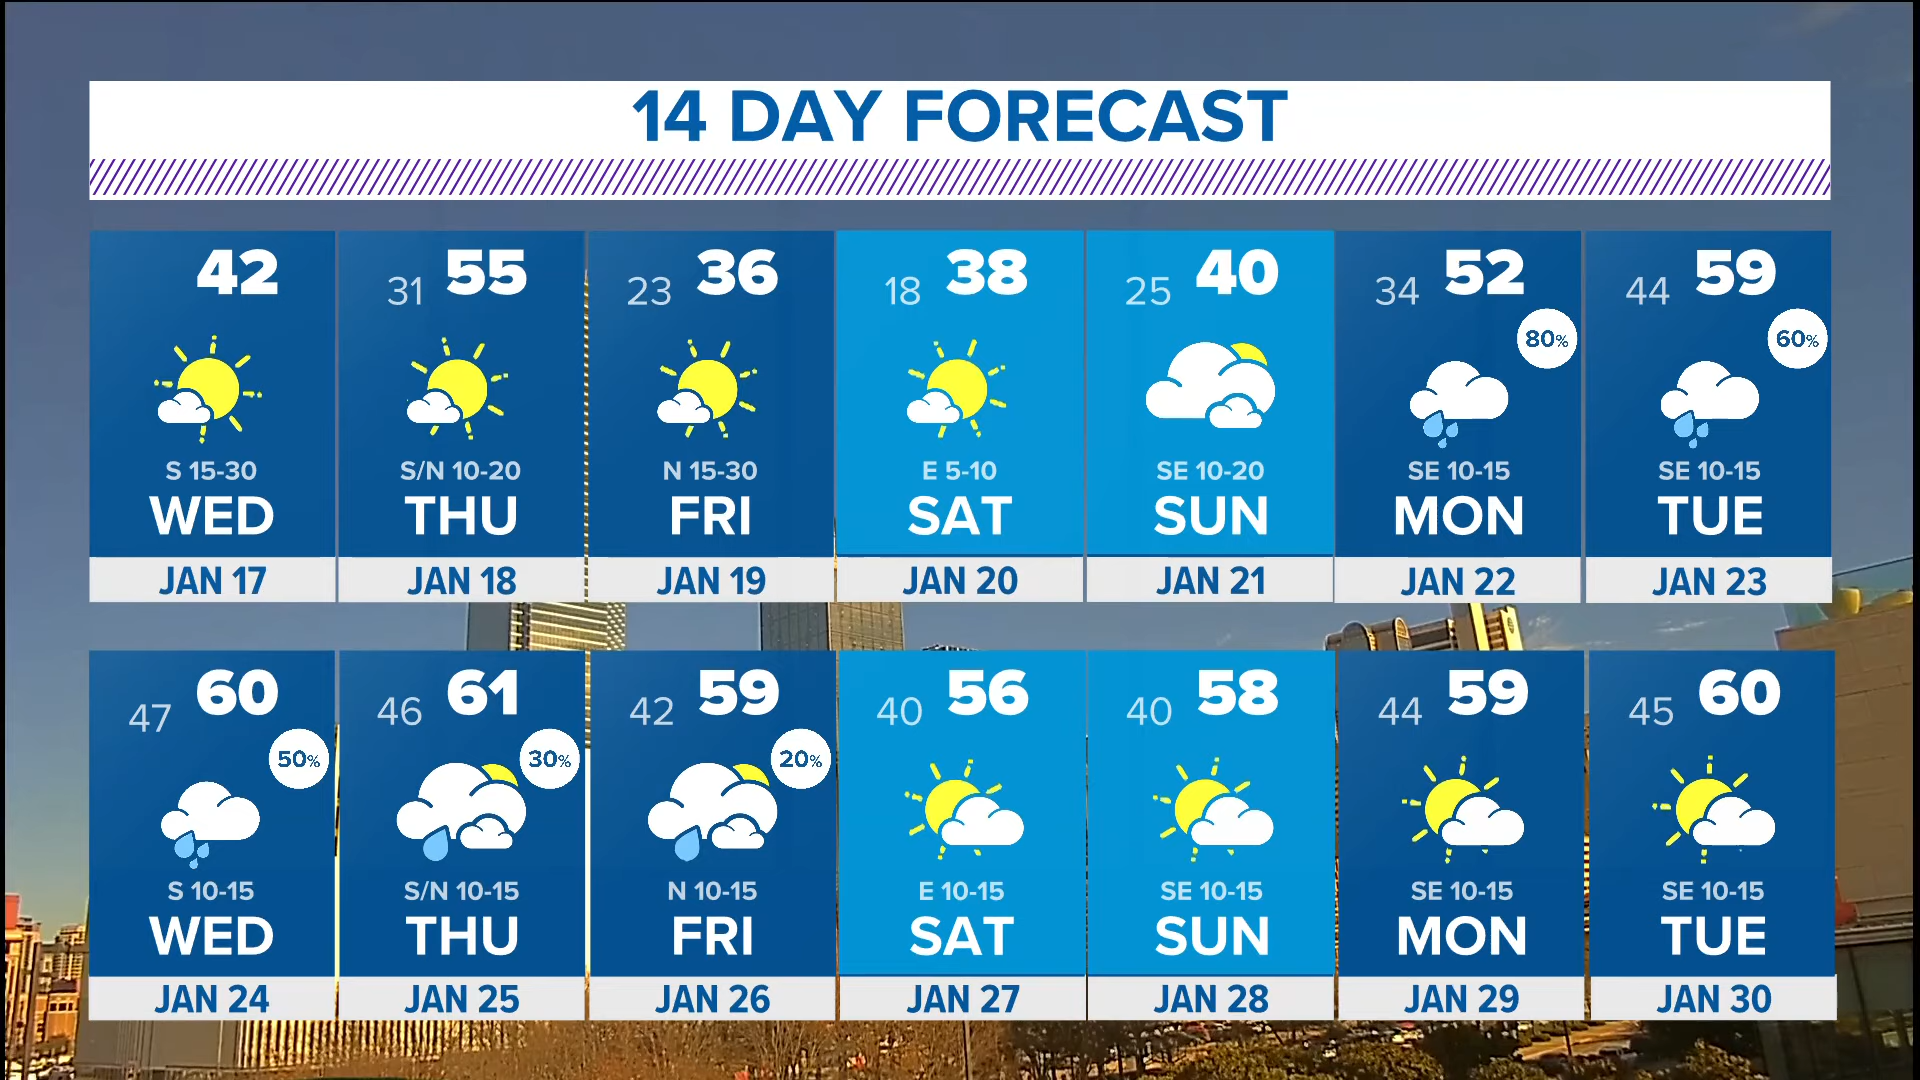 14 DAY FORECAST
42
S 15-30
WED
JAN 17
31 55
S/N 10-20
THU
JAN 18
23 36
N 15-30
FRI
JAN 19
18 38
E 5-10
SAT
JAN 20
25 40
SE 10-20
SUN
JAN 21
34 52
80%
SE 10-15
MON
JAN 22
44 59
60%
SE 10-15
TUE
JAN 23
47 60
50%
S 10-15
WED
JAN 24
46 61
30%
S/N 10-15
THU
JAN 25
42 59
20%
N 10-15
FRI
JAN 26
40 56
E 10-15
SAT
JAN 27
40 58
SE 10-15
SUN
JAN 28
44 59
SE 10-15
MON
JAN 29
45 60
SE 10-15
TUE
JAN 30